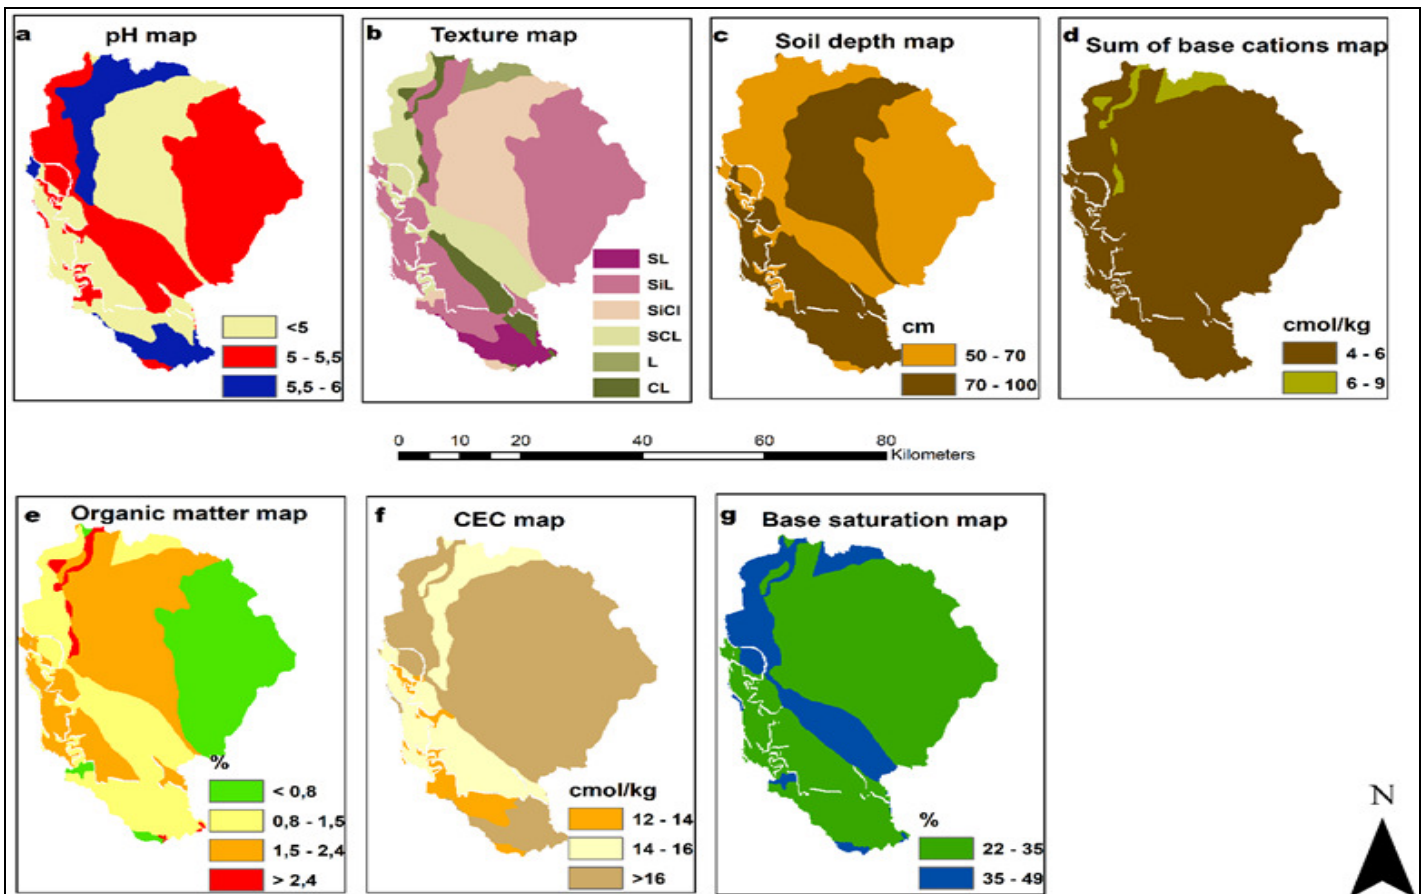 a pH map
<5
5 - 5,5
5,5 - 6
b Texture map
SL
SiL
SiCl
SCL
L
CL
c Soil depth map
cm
50 - 70
70 - 100
d Sum of base cations map
cmol/kg
4 - 6
6 - 9
0 10 20 40 60 80
Kilometers
e Organic matter map
%
< 0,8
0,8 - 1,5
1,5 - 2,4
> 2,4
f CEC map
cmol/kg
12 - 14
14 - 16
>16
g Base saturation map
%
22 - 35
35 - 49
N